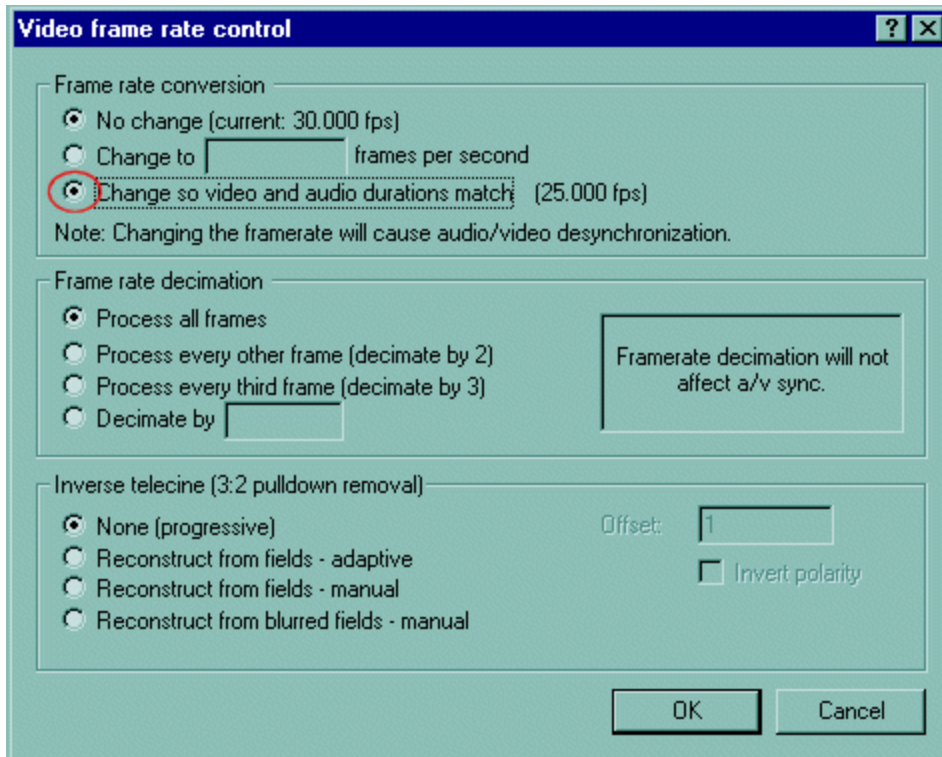 Video frame rate control
Frame rate conversion
No change (current: 30.000 fps)
Change to frames per second
Change so video and audio durations match (25.000 fps)
Note: Changing the framerate will cause audio/video desynchronization.
Frame rate decimation
Process all frames
Process every other frame (decimate by 2)
Process every third frame (decimate by 3)
Decimate by
Framerate decimation will not
affect a/v sync.
Inverse telecine (3:2 pulldown removal)
None (progressive)
Reconstruct from fields - adaptive
Reconstruct from fields - manual
Reconstruct from blurred fields - manual
Offset: 1
Invert polarity
OK
Cancel